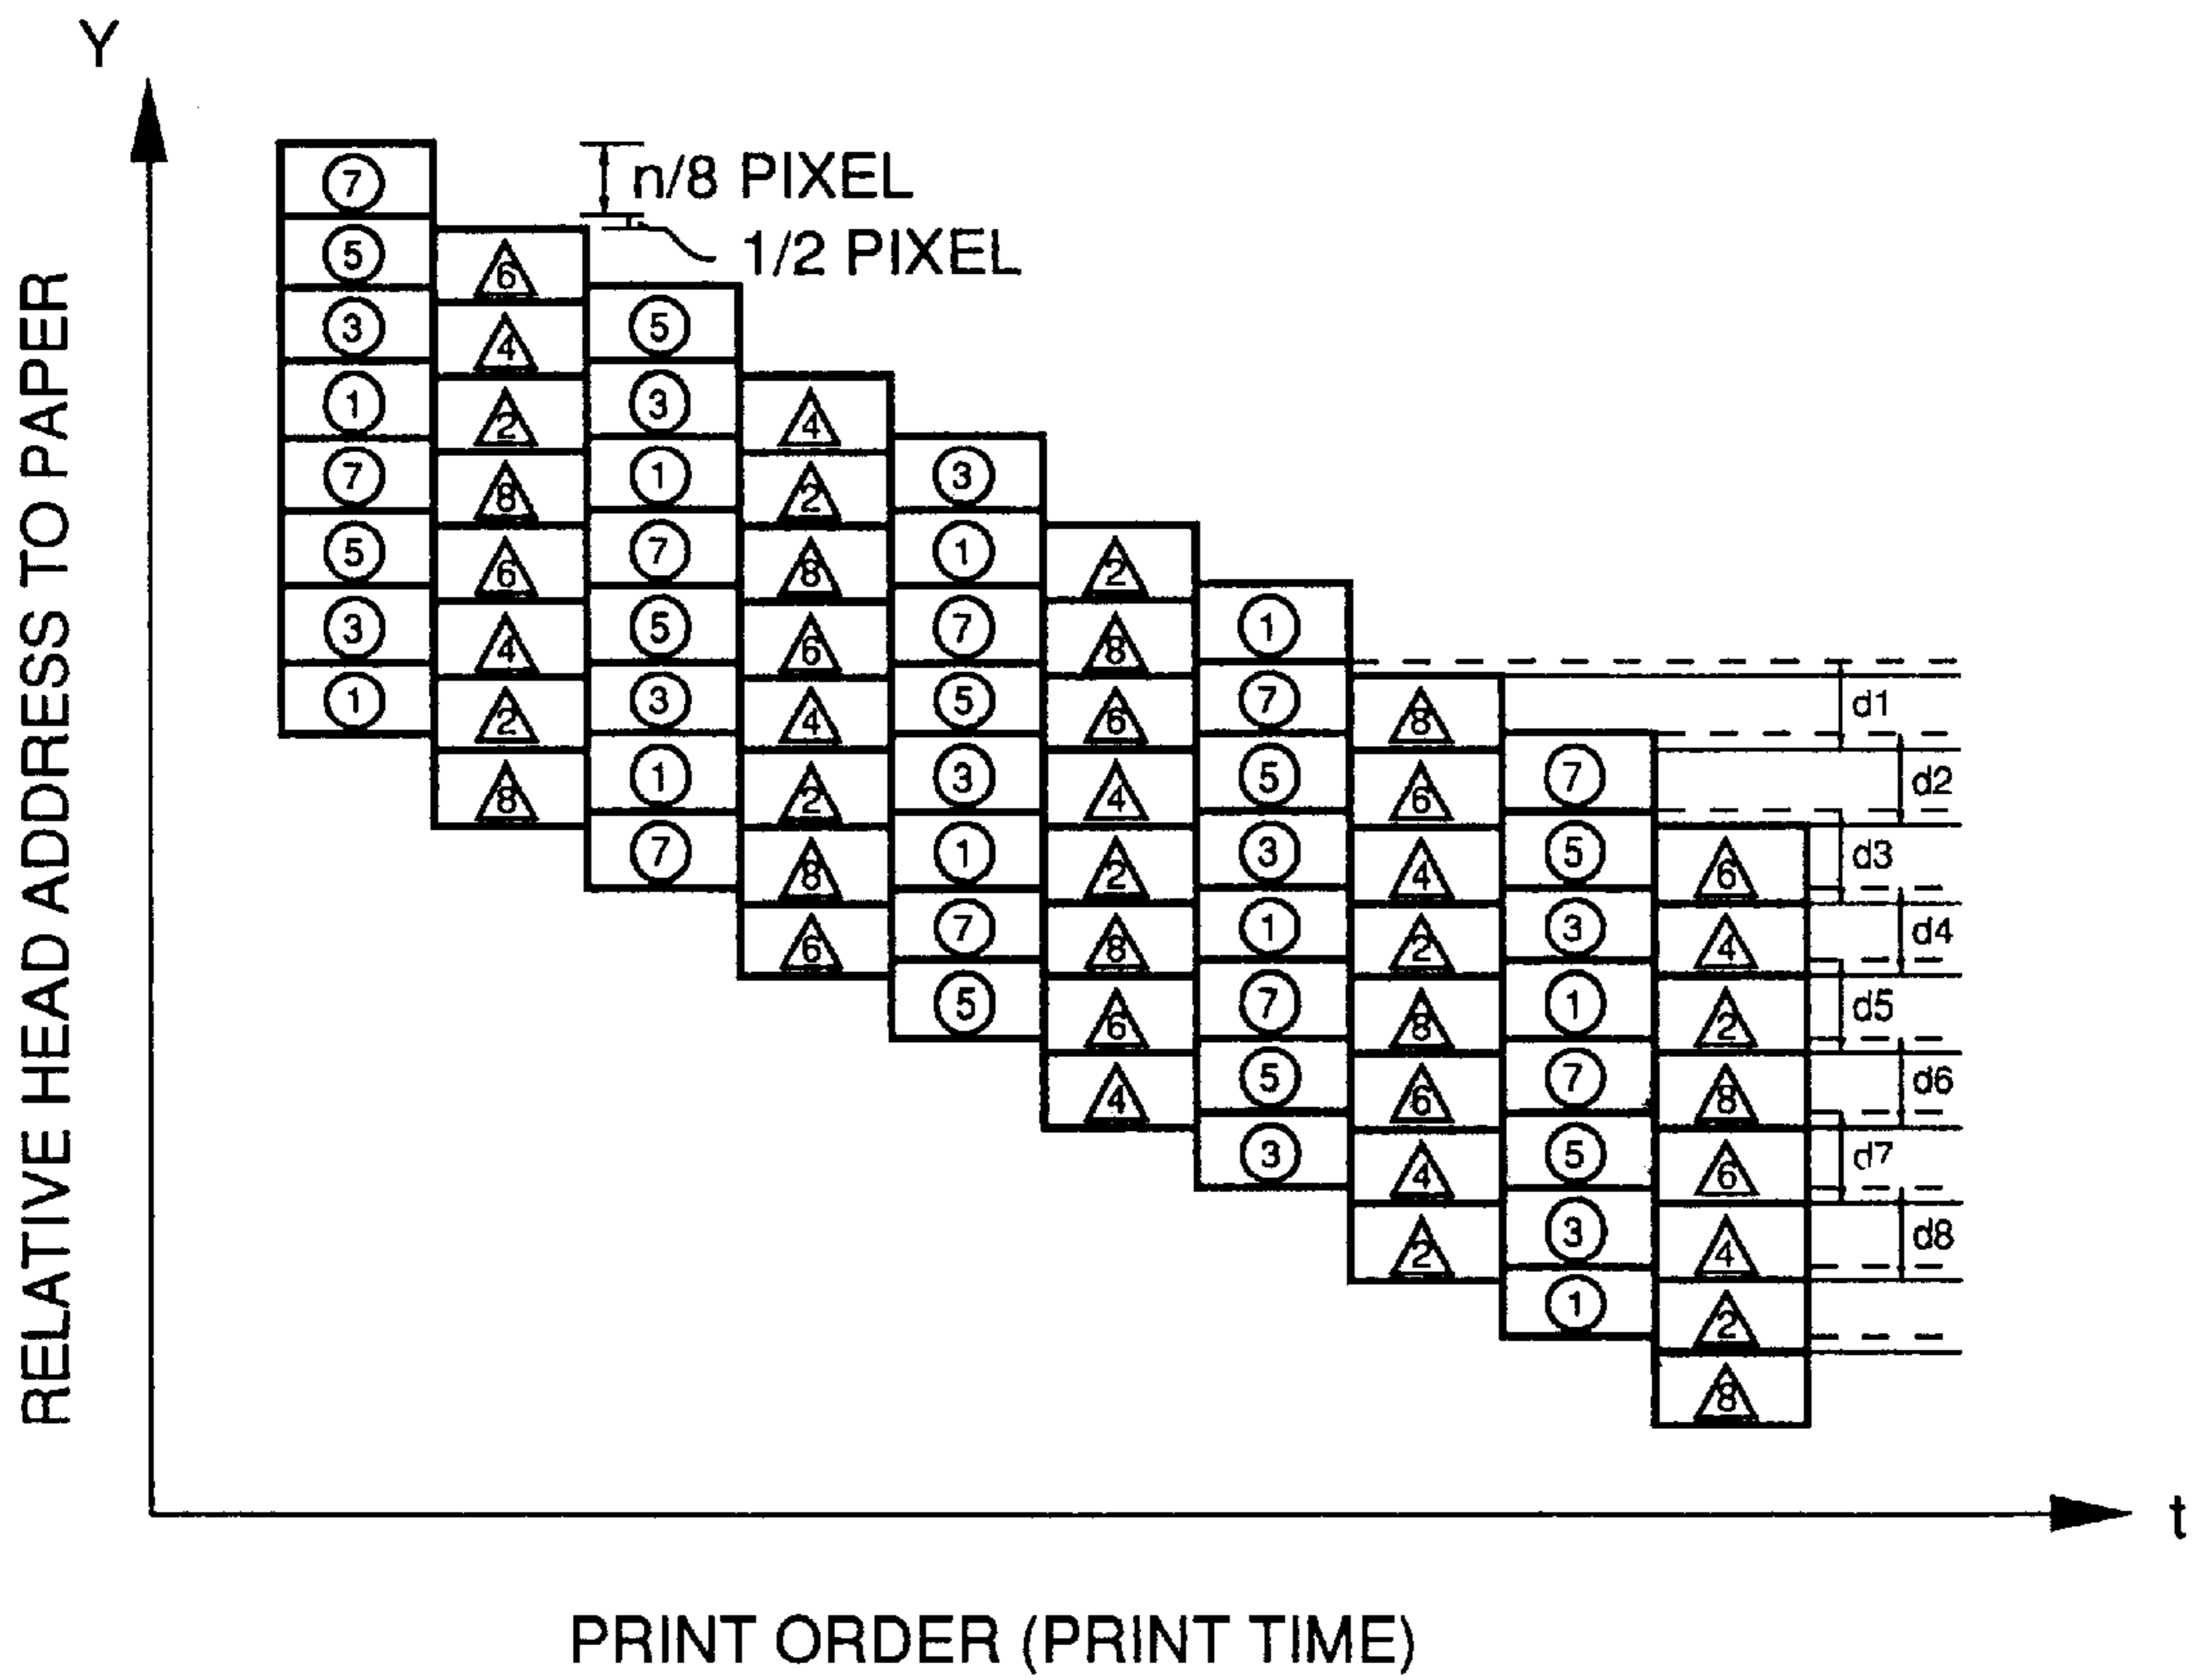 Y
RELATIVE HEAD ADDRESS TO PAPER
n/8 PIXEL
1/2 PIXEL
7 5 3 1 7 5 3 1
6 4 2 8 6 4 2 8
5 3 1 7 5 3 1 7
4 2 8 6 4 2 8 6
3 1 7 5 3 1 7 5
2 8 6 4 2 8 6 4
1 7 5 3 1 7 5 3
8 6 4 2 8 6 4 2
7 5 3 1 7 5 3 1
6 4 2 8 6 4 2 8
d1
d2
d3
d4
d5
d6
d7
d8
t
PRINT ORDER (PRINT TIME)